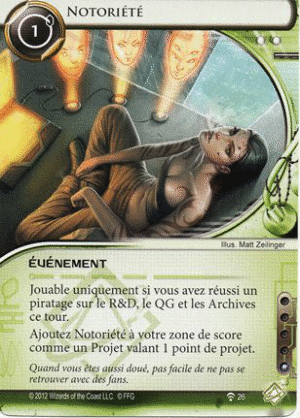 NOTORIÉTÉ
1
Illus. Matt Zeilinger
ÉUÉNEMENT
Jouable uniquement si vous avez réussi un
piratage sur le R&D, le QG et les Archives
ce tour.
Ajoutez Notoriété à votre zone de score
comme un Projet valant 1 point de projet.
Quand vous êtes aussi doué, pas facile de ne pas se
retrouver avec des fans.
© 2012 Wizards of the Coast LLC. © FFG
26